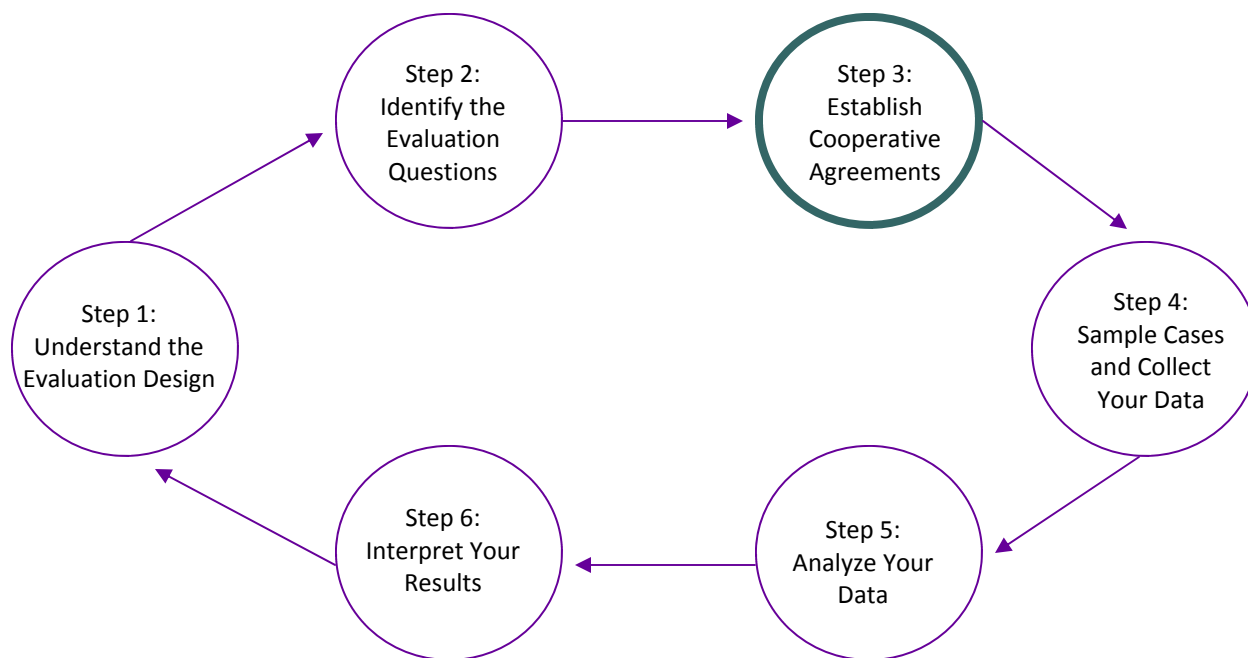 Step 1:
Understand the
Evaluation Design
Step 2:
Identify the
Evaluation
Questions
Step 3:
Establish
Cooperative
Agreements
Step 4:
Sample Cases
and Collect
Your Data
Step 5:
Analyze Your
Data
Step 6:
Interpret Your
Results